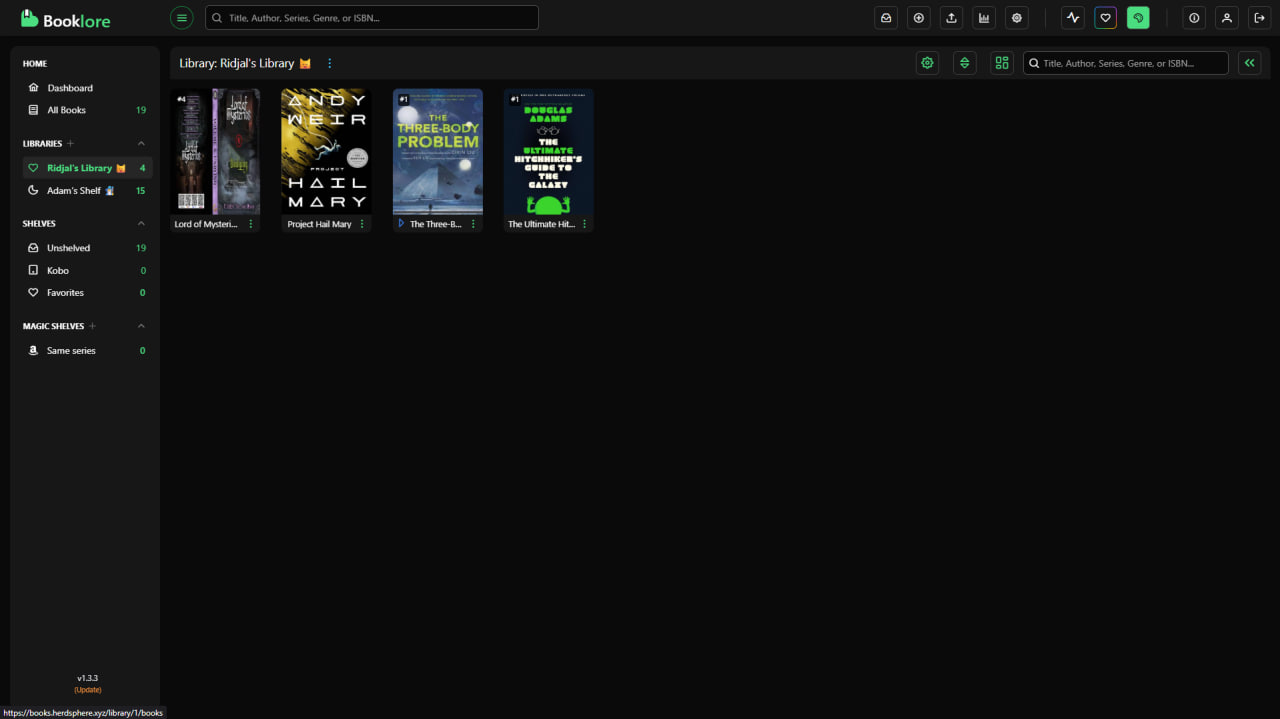 Booklore
Title, Author, Series, Genre, or ISBN...
HOME
Dashboard
All Books 19
LIBRARIES
Ridjal's Library 4
Adam's Shelf 15
SHELVES
Unshelved 19
Kobo 0
Favorites 0
MAGIC SHELVES
Same series 0
v1.3.3
(Update)
https://books.herdsphere.xyz/library/1/books
Library: Ridjal's Library
Title, Author, Series, Genre, or ISBN...
#4
Lord of Mysteries
Lord of Mysteri...
ANDY
WEIR
PROJECT
HAIL
MARY
Project Hail Mary
#1
THE
THREE-BODY
PROBLEM
CIXIN LIU
The Three-B...
#1
DOUGLAS
ADAMS
THE
ULTIMATE
HITCHHIKER'S
GUIDE TO
THE
GALAXY
The Ultimate Hit...